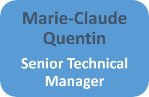 Marie-Claude
Quentin
Senior Technical
Manager